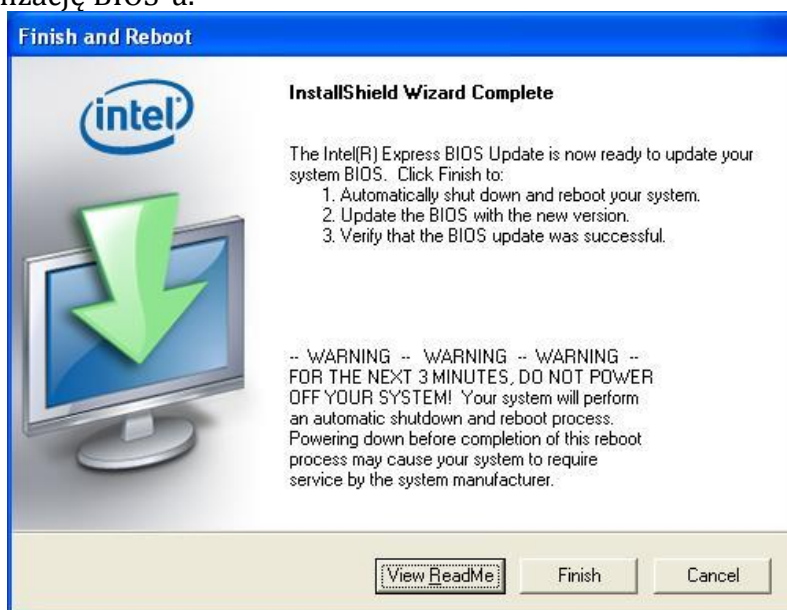 BIOS-u.
Finish and Reboot
intel
InstallShield Wizard Complete
The Intel(R) Express BIOS Update is now ready to update your
system BIOS. Click Finish to:
1. Automatically shut down and reboot your system.
2. Update the BIOS with the new version.
3. Verify that the BIOS update was successful.
-- WARNING -- WARNING -- WARNING --
FOR THE NEXT 3 MINUTES, DO NOT POWER
OFF YOUR SYSTEM! Your system will perform
an automatic shutdown and reboot process.
Powering down before completion of this reboot
process may cause your system to require
service by the system manufacturer.
View ReadMe
Finish
Cancel